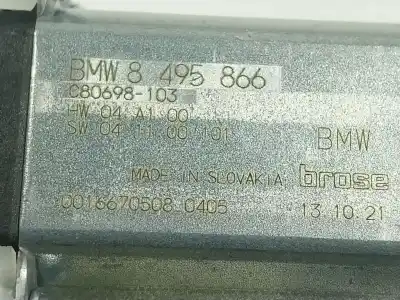 BMW 8 495 866
C80698-103
HW 04 A1 00
SW 04 11 00 101
BMW
MADE IN SLOVAKIA brose
0016670508 0405 13.10.21